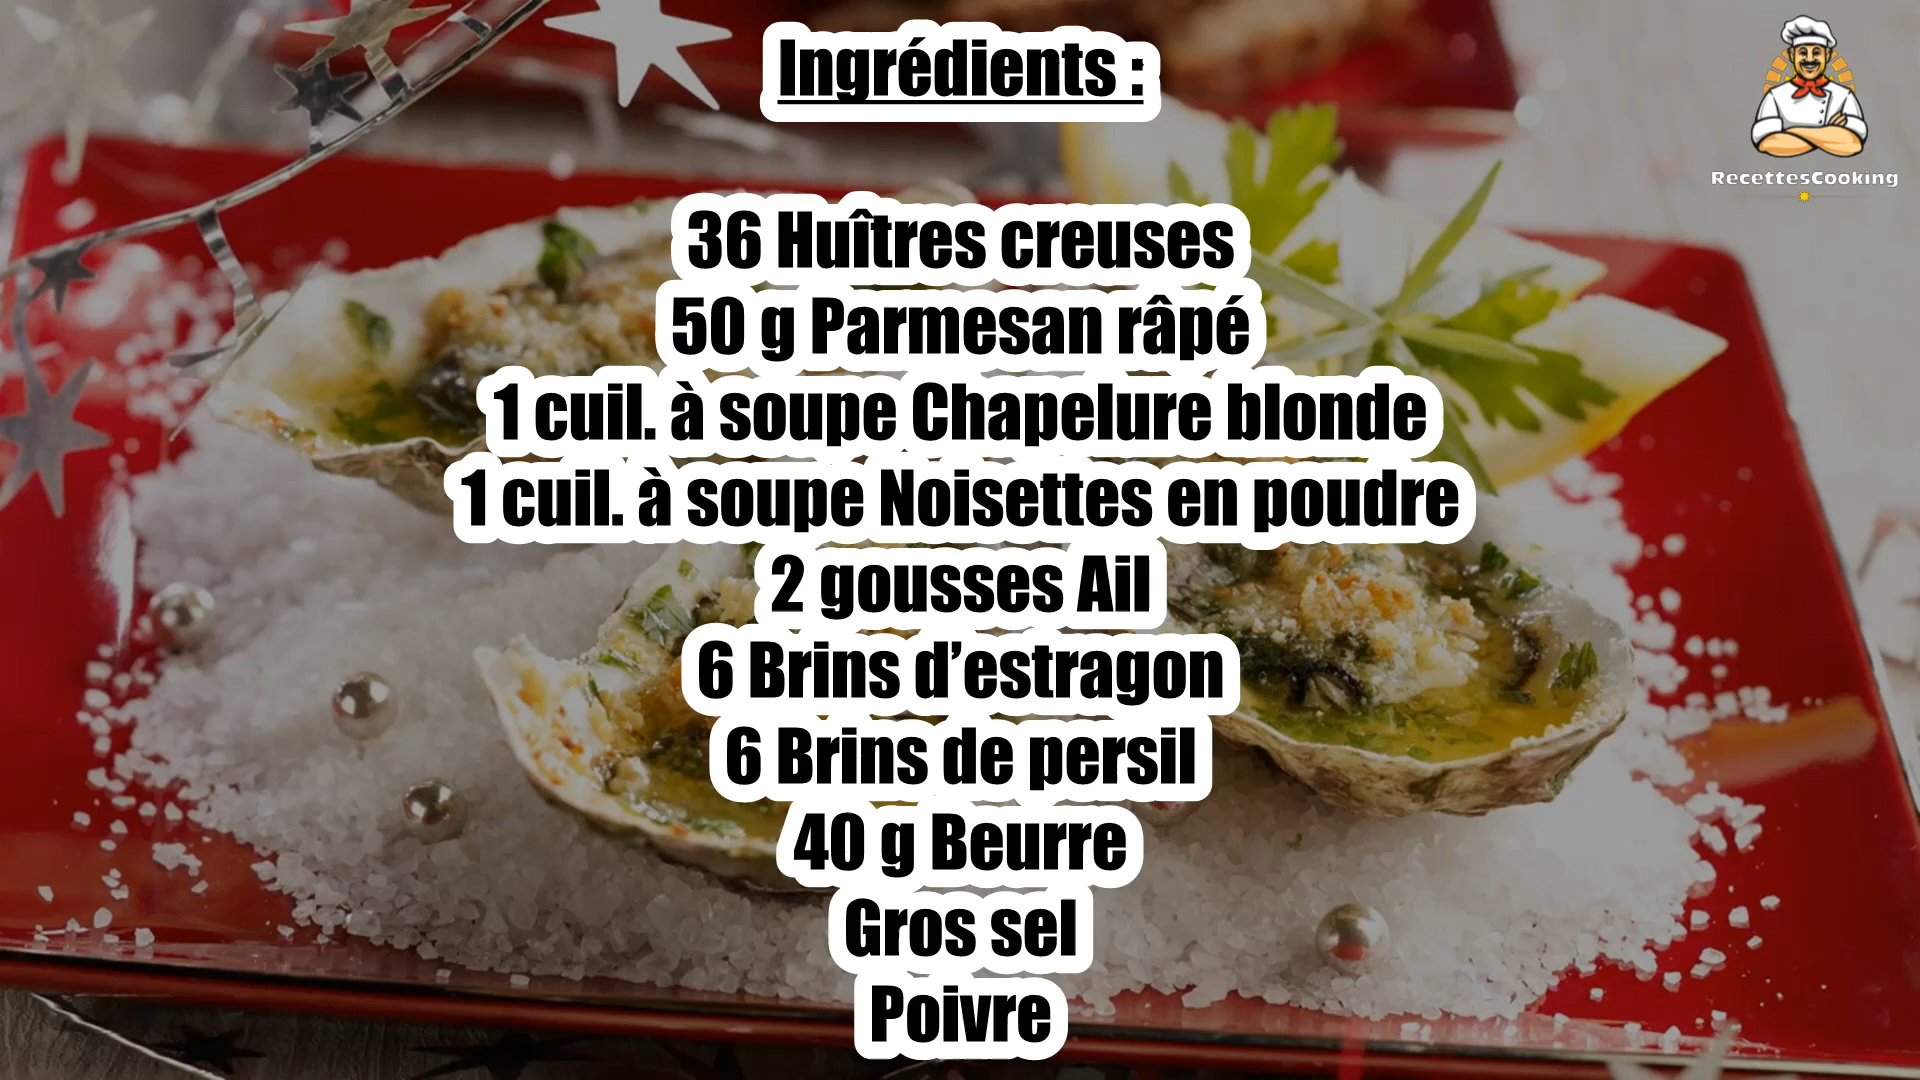 Ingrédients :
RecettesCooking
36 Huîtres creuses
50 g Parmesan râpé
1 cuil. à soupe Chapelure blonde
1 cuil. à soupe Noisettes en poudre
2 gousses Ail
6 Brins d’estragon
6 Brins de persil
40 g Beurre
Gros sel
Poivre